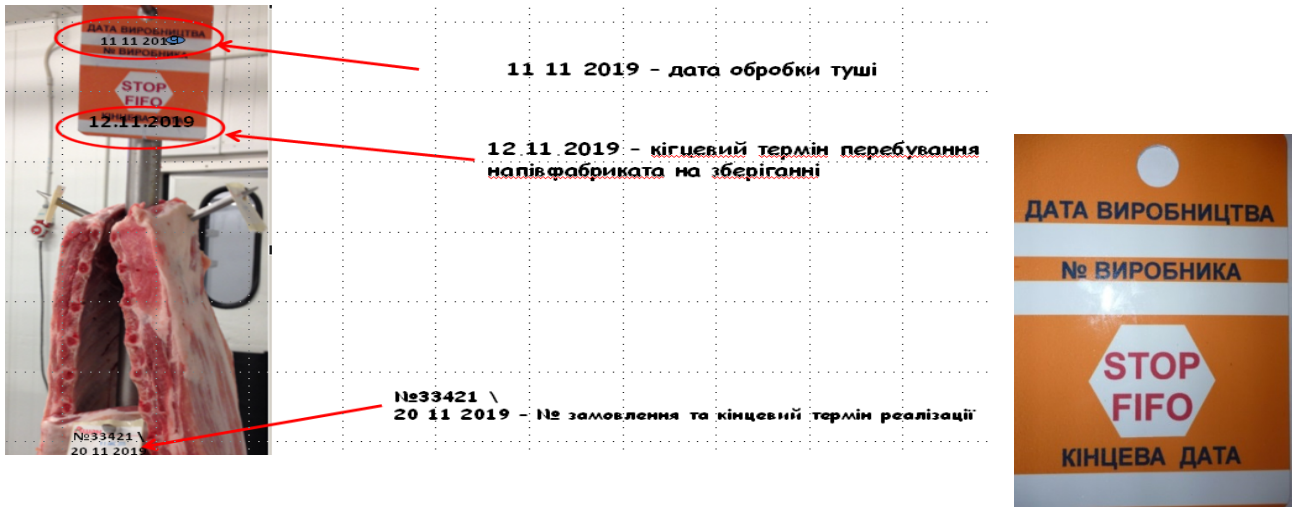 ДАТА ВИРОБНИЦТВА
11 11 2019
№ ВИРОБНИКА
STOP
FIFO
КІНЦЕВА ДАТА
12.11.2019
11 11 2019 - дата обробки туші
12 11 2019 - кігцевий термін перебування
напівфабриката на зберіганні
№33421 \
20 11 2019 - № замовлення та кінцевий термін реалізації
№33421 \
20 11 2019
ДАТА ВИРОБНИЦТВА
№ ВИРОБНИКА
STOP
FIFO
КІНЦЕВА ДАТА